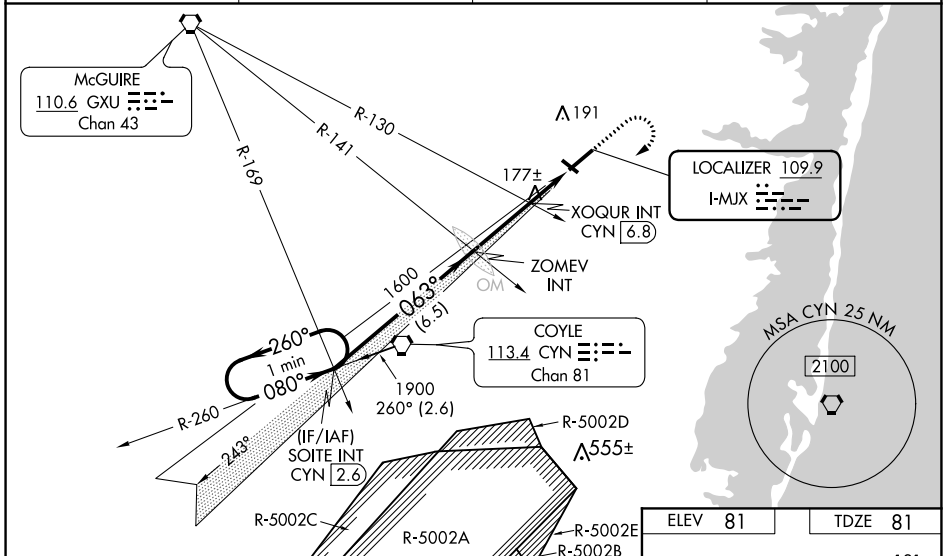 McGUIRE
110.6 GXU
Chan 43
R-130
R-141
R-169
191
177±
LOCALIZER 109.9
I-MJX
XOQUR INT
CYN 6.8
ZOMEV
INT
OM
1600
063°
(6.5)
COYLE
113.4 CYN
Chan 81
MSA CYN 25 NM
2100
260°
1 min
080°
1900
260° (2.6)
R-260
243°
(IF/IAF)
SOITE INT
CYN 2.6
R-5002D
555±
R-5002C
R-5002A
R-5002E
R-5002B
ELEV 81
TDZE 81